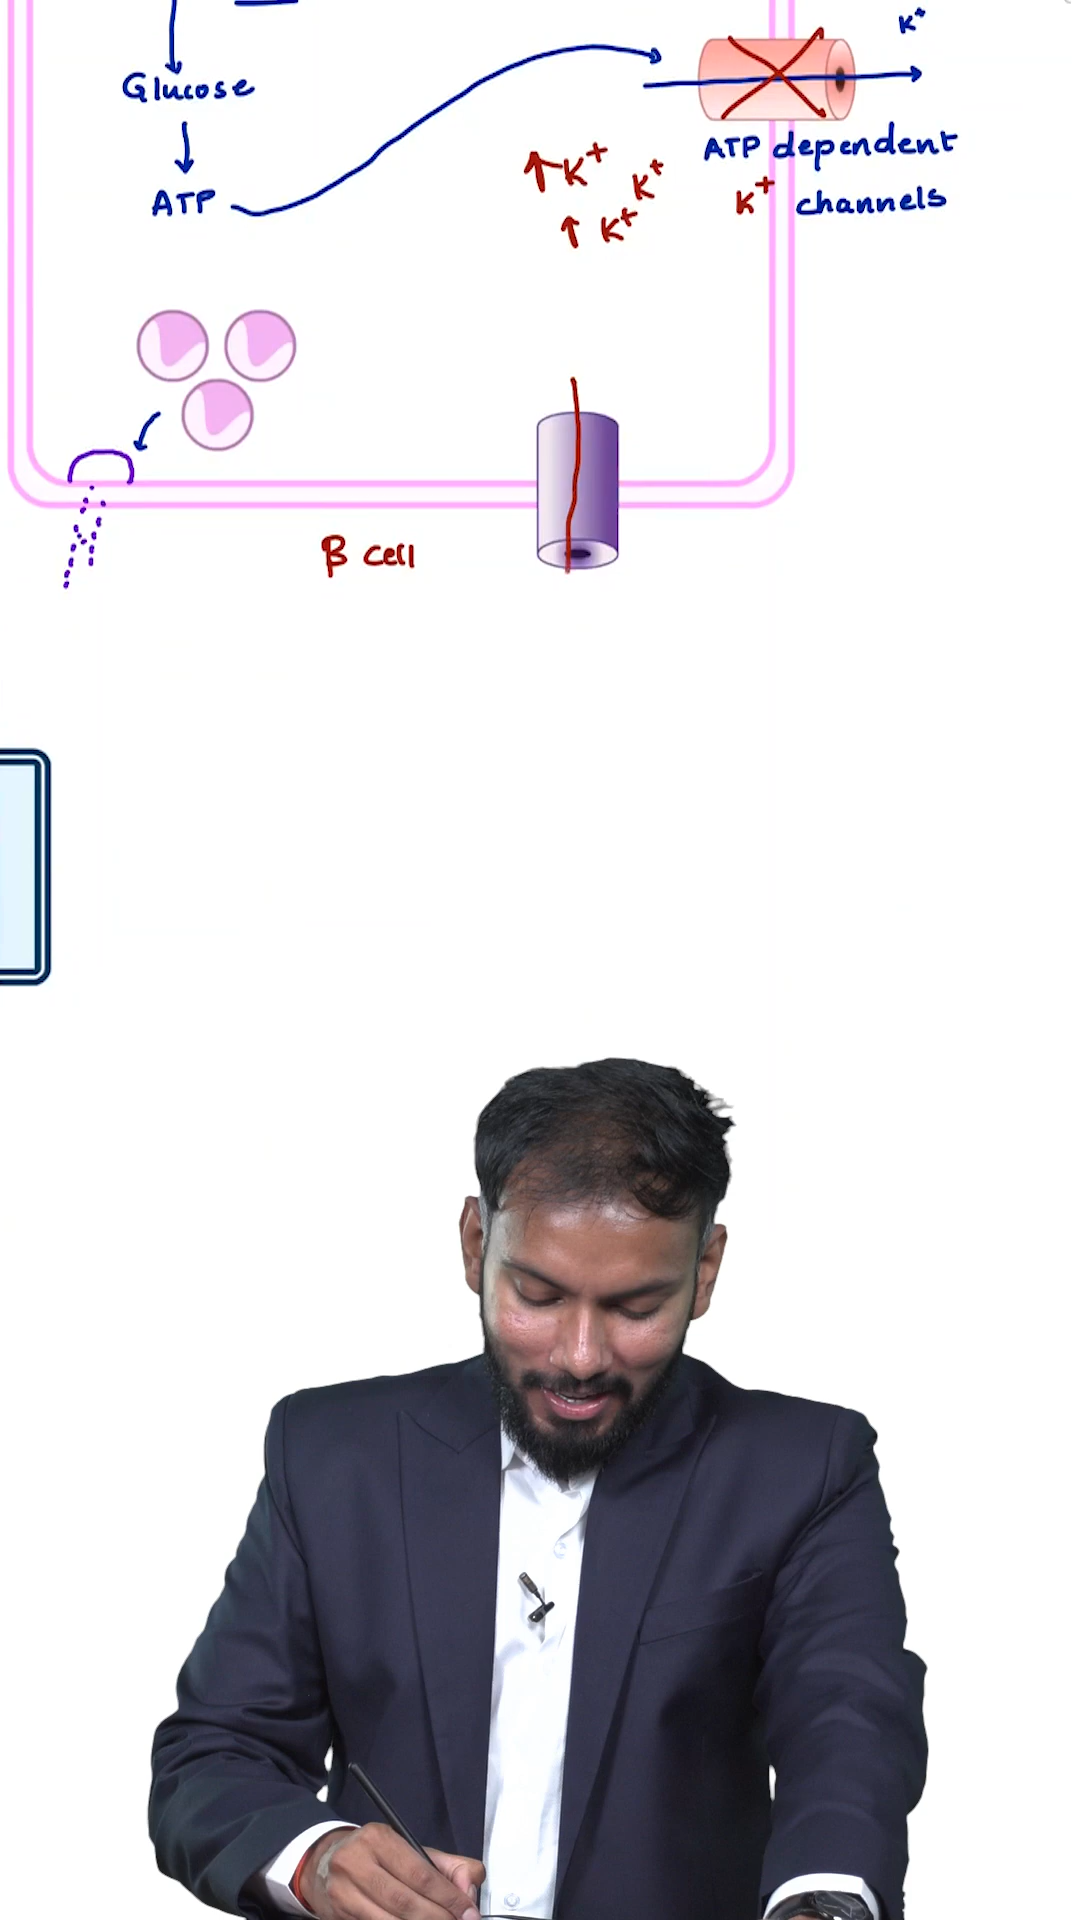 K⁺
Glucose
ATP
↑K⁺
K⁺
↑ K⁺
ATP dependent
K⁺ channels
β cell